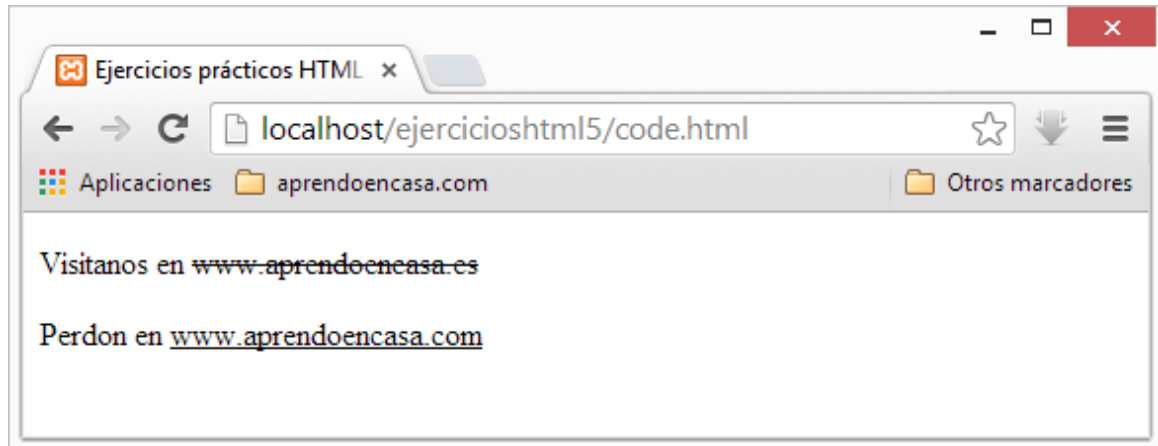 Ejercicios prácticos HTML
localhost/ejercicioshtml5/code.html
Aplicaciones aprendoencasa.com Otros marcadores
Visitanos en www.aprendoencasa.es
Perdon en www.aprendoencasa.com